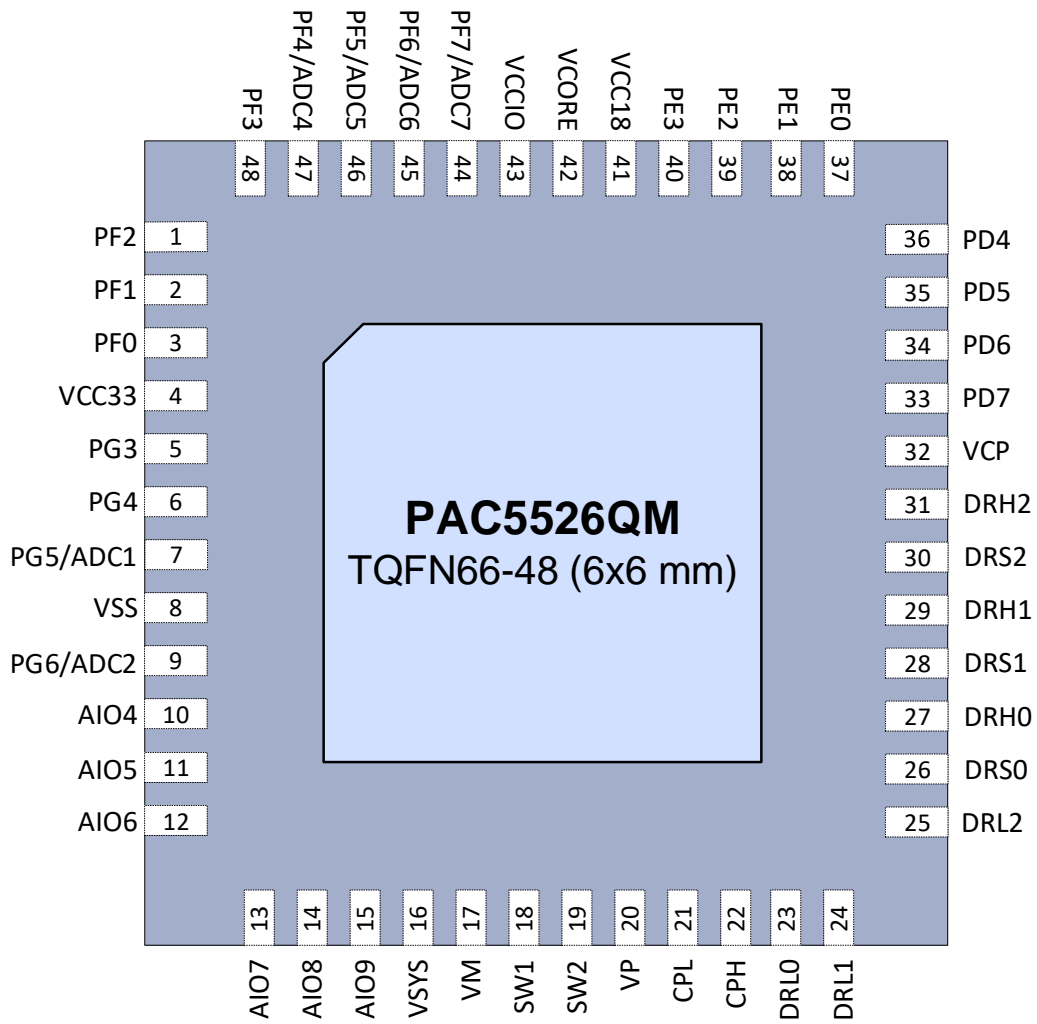 PF3
PF4/ADC4
PF5/ADC5
PF6/ADC6
PF7/ADC7
VCCIO
VCORE
VCC18
PE3
PE2
PE1
PE0
48
47
46
45
44
43
42
41
40
39
38
37
PF2 1
PF1 2
PF0 3
VCC33 4
PG3 5
PG4 6
PG5/ADC1 7
VSS 8
PG6/ADC2 9
AIO4 10
AIO5 11
AIO6 12
PAC5526QM
TQFN66-48 (6x6 mm)
36 PD4
35 PD5
34 PD6
33 PD7
32 VCP
31 DRH2
30 DRS2
29 DRH1
28 DRS1
27 DRH0
26 DRS0
25 DRL2
13
14
15
16
17
18
19
20
21
22
23
24
AIO7
AIO8
AIO9
VSYS
VM
SW1
SW2
VP
CPL
CPH
DRL0
DRL1